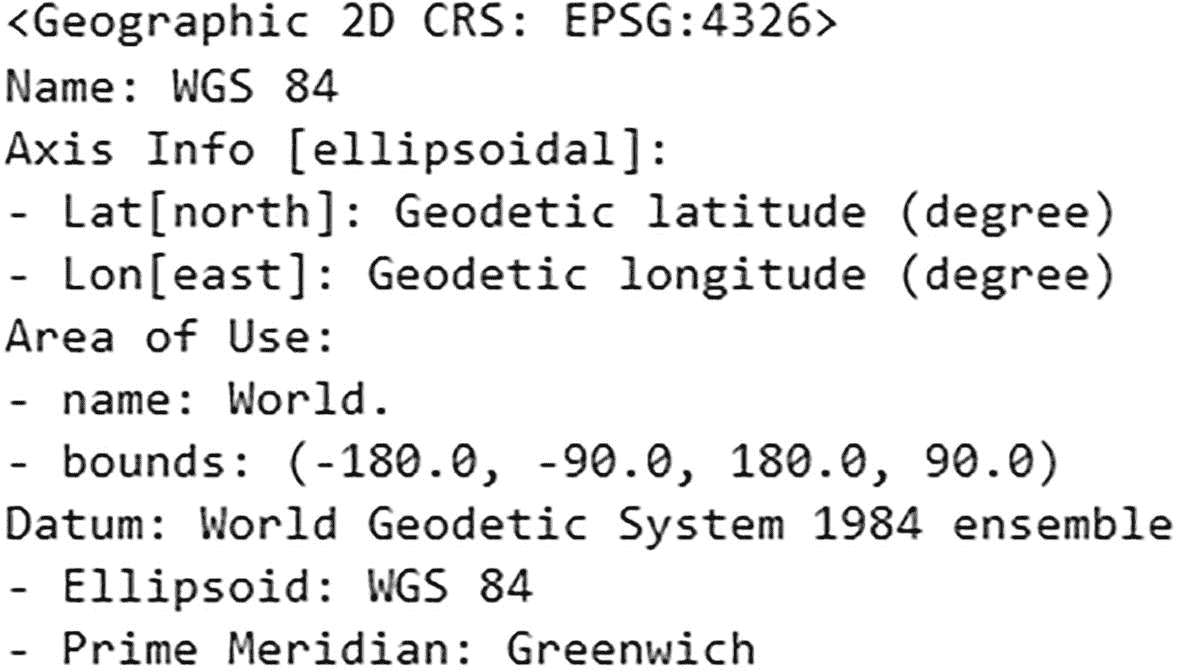 <Geographic 2D CRS: EPSG:4326>
Name: WGS 84
Axis Info [ellipsoidal]:
- Lat[north]: Geodetic latitude (degree)
- Lon[east]: Geodetic longitude (degree)
Area of Use:
- name: World.
- bounds: (-180.0, -90.0, 180.0, 90.0)
Datum: World Geodetic System 1984 ensemble
- Ellipsoid: WGS 84
- Prime Meridian: Greenwich